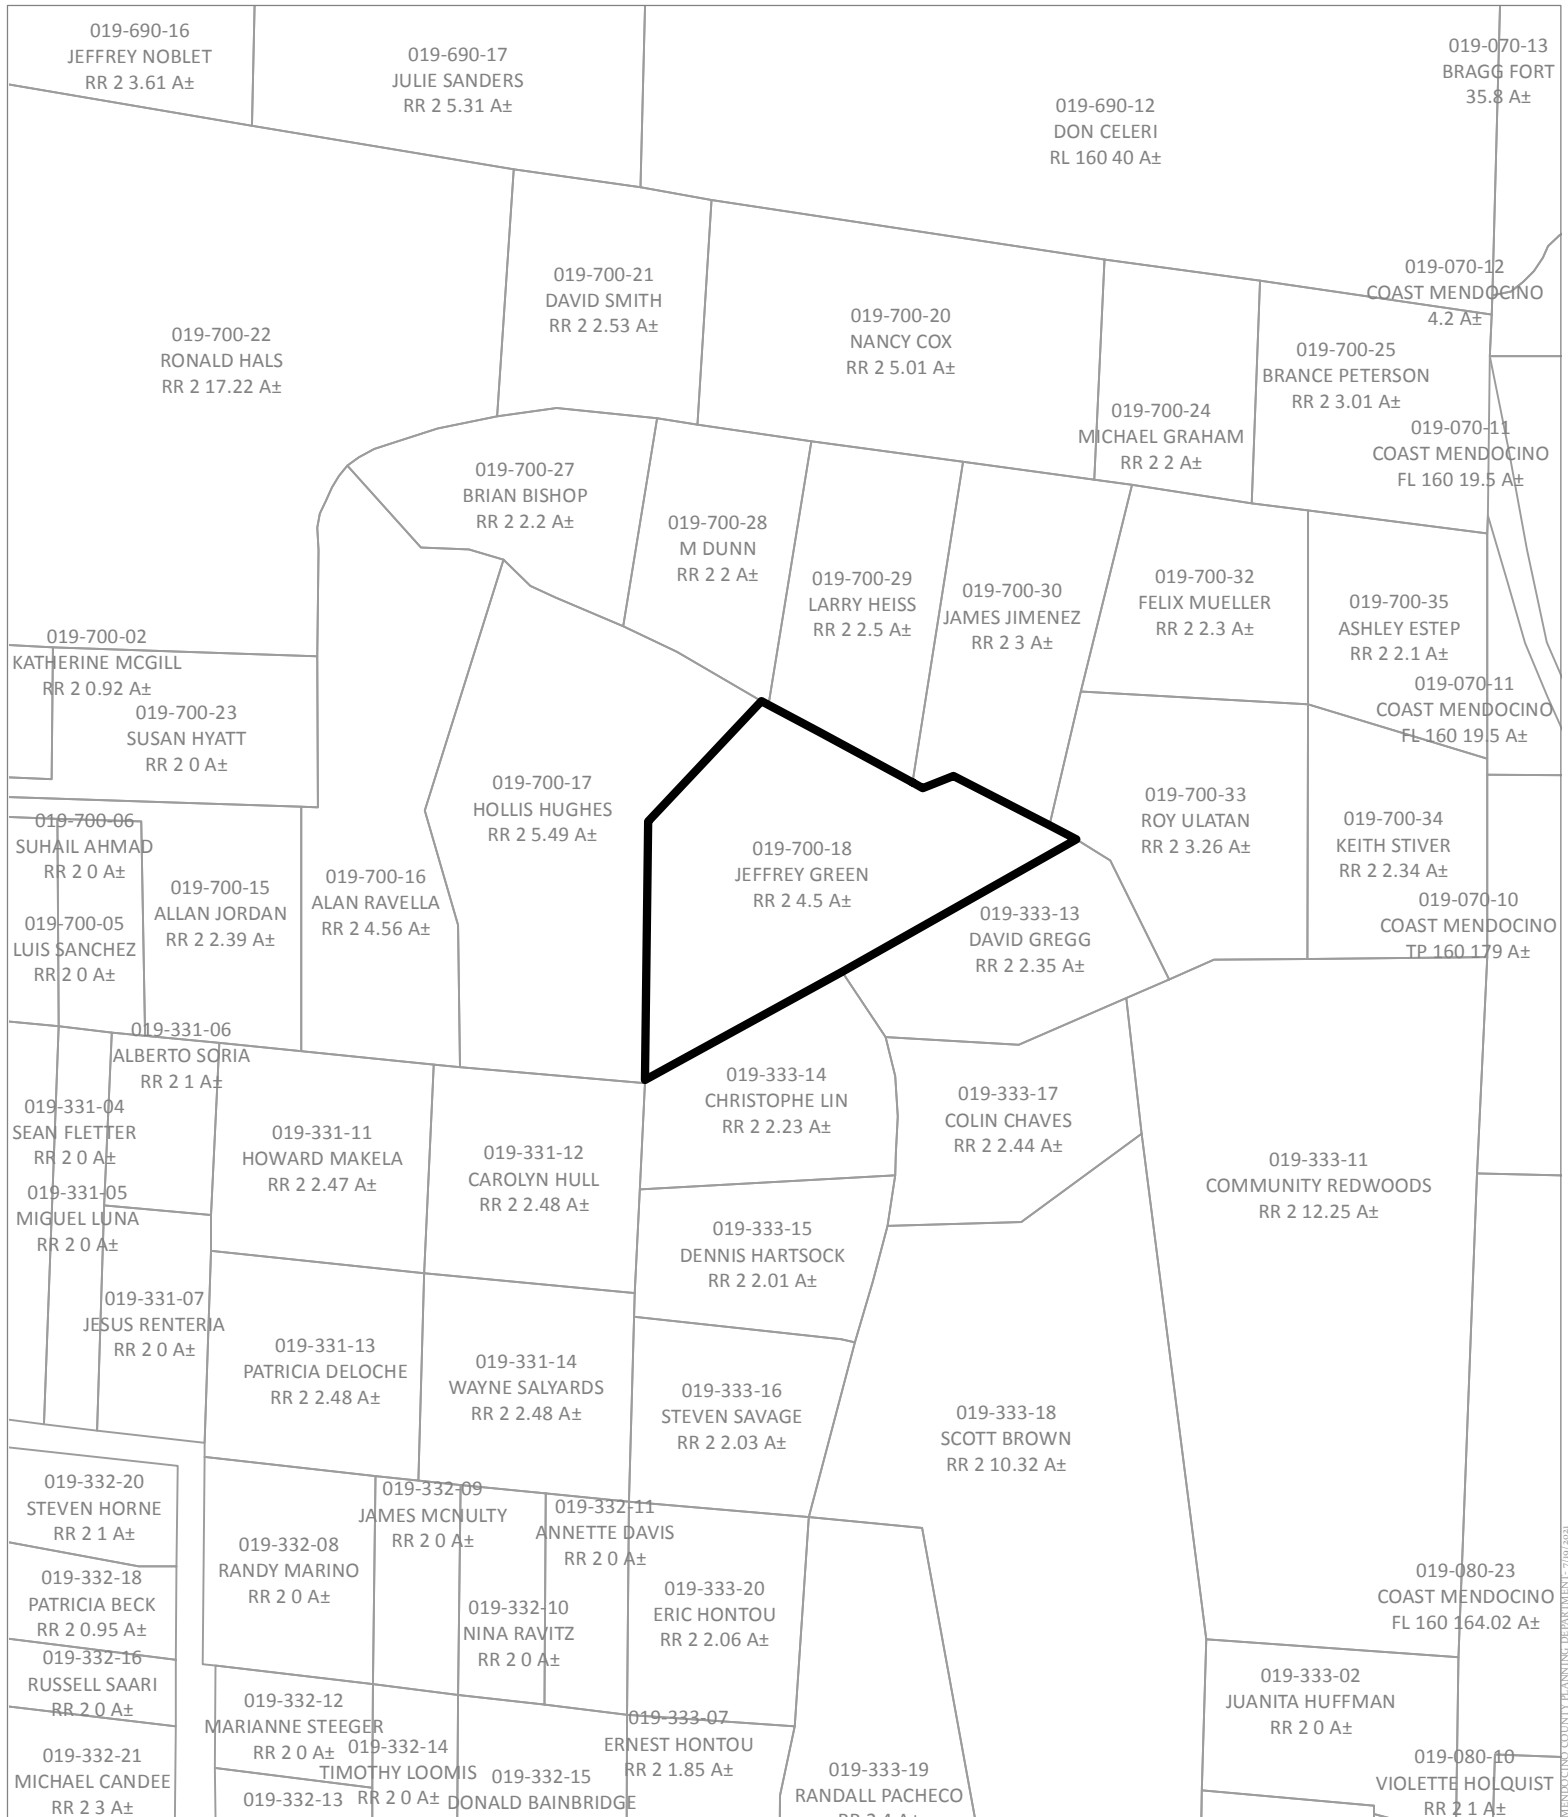 019-690-16
JEFFREY NOBLET
RR 2 3.61 A±
019-690-17
JULIE SANDERS
RR 2 5.31 A±
019-690-12
DON CELERI
RL 160 40 A±
019-070-13
BRAGG FORT
35.8 A±
019-070-12
COAST MENDOCINO
4.2 A±
019-700-22
RONALD HALS
RR 2 17.22 A±
019-700-21
DAVID SMITH
RR 2 2.53 A±
019-700-20
NANCY COX
RR 2 5.01 A±
019-700-24
MICHAEL GRAHAM
RR 2 2 A±
019-700-25
BRANCE PETERSON
RR 2 3.01 A±
019-070-11
COAST MENDOCINO
FL 160 19.5 A±
019-700-27
BRIAN BISHOP
RR 2 2.2 A±
019-700-28
M DUNN
RR 2 2 A±
019-700-29
LARRY HEISS
RR 2 2.5 A±
019-700-30
JAMES JIMENEZ
RR 2 3 A±
019-700-32
FELIX MUELLER
RR 2 2.3 A±
019-700-35
ASHLEY ESTEP
RR 2 2.1 A±
019-070-11
COAST MENDOCINO
FL 160 19.5 A±
019-700-02
KATHERINE MCGILL
RR 2 0.92 A±
019-700-23
SUSAN HYATT
RR 2 0 A±
019-700-17
HOLLIS HUGHES
RR 2 5.49 A±
019-700-18
JEFFREY GREEN
RR 2 4.5 A±
019-700-33
ROY ULATAN
RR 2 3.26 A±
019-700-34
KEITH STIVER
RR 2 2.34 A±
019-070-10
COAST MENDOCINO
TP 160 179 A±
019-700-06
SUHAIL AHMAD
RR 2 0 A±
019-700-05
LUIS SANCHEZ
RR 2 0 A±
019-700-15
ALLAN JORDAN
RR 2 2.39 A±
019-700-16
ALAN RAVELLA
RR 2 4.56 A±
019-333-13
DAVID GREGG
RR 2 2.35 A±
019-331-06
ALBERTO SORIA
RR 2 1 A±
019-331-04
SEAN FLETTER
RR 2 0 A±
019-331-05
MIGUEL LUNA
RR 2 0 A±
019-331-11
HOWARD MAKELA
RR 2 2.47 A±
019-331-12
CAROLYN HULL
RR 2 2.48 A±
019-333-14
CHRISTOPHE LIN
RR 2 2.23 A±
019-333-17
COLIN CHAVES
RR 2 2.44 A±
019-333-11
COMMUNITY REDWOODS
RR 2 12.25 A±
019-333-15
DENNIS HARTSOCK
RR 2 2.01 A±
019-331-07
JESUS RENTERIA
RR 2 0 A±
019-331-13
PATRICIA DELOCHE
RR 2 2.48 A±
019-331-14
WAYNE SALYARDS
RR 2 2.48 A±
019-333-16
STEVEN SAVAGE
RR 2 2.03 A±
019-333-18
SCOTT BROWN
RR 2 10.32 A±
019-332-20
STEVEN HORNE
RR 2 1 A±
019-332-08
RANDY MARINO
RR 2 0 A±
019-332-09
JAMES MCNULTY
RR 2 0 A±
019-332-11
ANNETTE DAVIS
RR 2 0 A±
019-332-18
PATRICIA BECK
RR 2 0.95 A±
019-332-10
NINA RAVITZ
RR 2 0 A±
019-333-20
ERIC HONTOU
RR 2 2.06 A±
019-080-23
COAST MENDOCINO
FL 160 164.02 A±
019-332-16
RUSSELL SAARI
RR 2 0 A±
019-332-12
MARIANNE STEEGER
RR 2 0 A±
019-333-07
ERNEST HONTOU
RR 2 1.85 A±
019-333-02
JUANITA HUFFMAN
RR 2 0 A±
019-332-21
MICHAEL CANDEE
RR 2 3 A±
019-332-13
019-332-14
TIMOTHY LOOMIS
RR 2 0 A±
019-332-15
DONALD BAINBRIDGE
019-333-19
RANDALL PACHECO
019-080-10
VIOLETTE HOLQUIST
RR 2 1 A±
COUNTY PLANNING DEPARTMENT - 7/19/2021